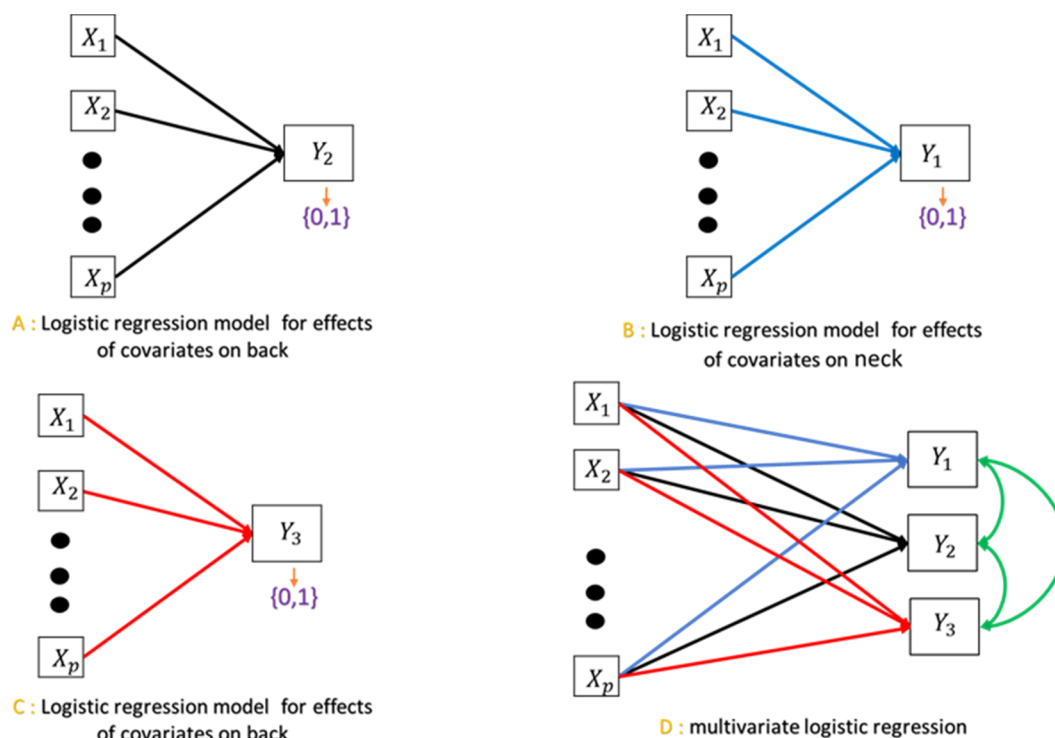 X₁
X₂
Xₚ
Y₂
{0,1}
A : Logistic regression model for effects
of covariates on back
X₁
X₂
Xₚ
Y₁
{0,1}
B : Logistic regression model for effects
of covariates on neck
X₁
X₂
Xₚ
Y₃
{0,1}
C : Logistic regression model for effects
of covariates on back
X₁
X₂
Xₚ
Y₁
Y₂
Y₃
D : multivariate logistic regression